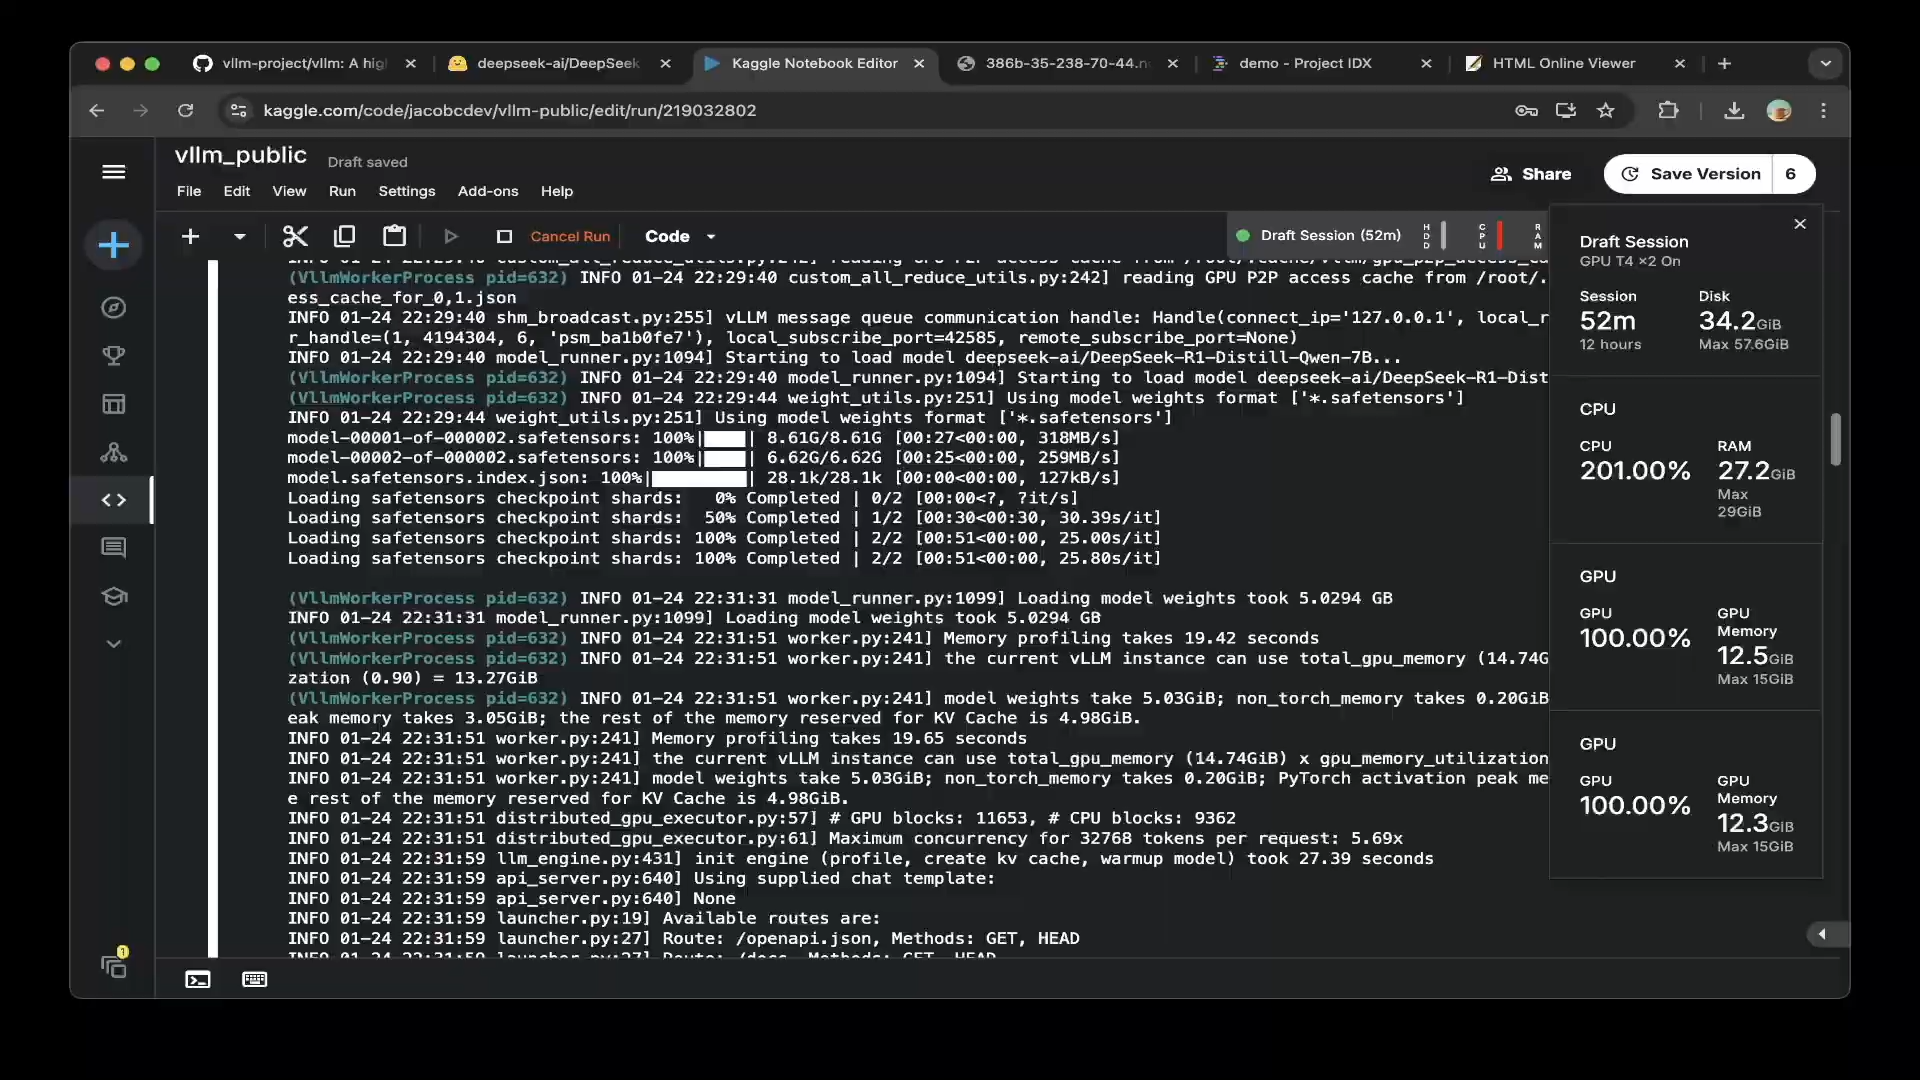 vllm-project/vllm: A hig
deepseek-ai/DeepSeek
Kaggle Notebook Editor
386b-35-238-70-44.n
demo - Project IDX
HTML Online Viewer
kaggle.com/code/jacobcdev/vllm-public/edit/run/219032802
vllm_public
Draft saved
Share
Save Version
6
File
Edit
View
Run
Settings
Add-ons
Help
Cancel Run
Code
Draft Session (52m)
HDD
CPU
RAM
(VllmWorkerProcess pid=632) INFO 01-24 22:29:40 custom_all_reduce_utils.py:242] reading GPU P2P access cache from /root/.
ess_cache_for_0,1.json
INFO 01-24 22:29:40 shm_broadcast.py:255] vLLM message queue communication handle: Handle(connect_ip='127.0.0.1', local_r
r_handle=(1, 4194304, 6, 'psm_ba1b0fe7'), local_subscribe_port=42585, remote_subscribe_port=None)
INFO 01-24 22:29:40 model_runner.py:1094] Starting to load model deepseek-ai/DeepSeek-R1-Distill-Qwen-7B...
(VllmWorkerProcess pid=632) INFO 01-24 22:29:40 model_runner.py:1094] Starting to load model deepseek-ai/DeepSeek-R1-Dist
(VllmWorkerProcess pid=632) INFO 01-24 22:29:44 weight_utils.py:251] Using model weights format ['*.safetensors']
INFO 01-24 22:29:44 weight_utils.py:251] Using model weights format ['*.safetensors']
model-00001-of-000002.safetensors: 100%|████| 8.61G/8.61G [00:27<00:00, 318MB/s]
model-00002-of-000002.safetensors: 100%|████| 6.62G/6.62G [00:25<00:00, 259MB/s]
model.safetensors.index.json: 100%|█████████| 28.1k/28.1k [00:00<00:00, 127kB/s]
Loading safetensors checkpoint shards:   0% Completed | 0/2 [00:00<?, ?it/s]
Loading safetensors checkpoint shards:  50% Completed | 1/2 [00:30<00:30, 30.39s/it]
Loading safetensors checkpoint shards: 100% Completed | 2/2 [00:51<00:00, 25.00s/it]
Loading safetensors checkpoint shards: 100% Completed | 2/2 [00:51<00:00, 25.80s/it]
(VllmWorkerProcess pid=632) INFO 01-24 22:31:31 model_runner.py:1099] Loading model weights took 5.0294 GB
INFO 01-24 22:31:31 model_runner.py:1099] Loading model weights took 5.0294 GB
(VllmWorkerProcess pid=632) INFO 01-24 22:31:51 worker.py:241] Memory profiling takes 19.42 seconds
(VllmWorkerProcess pid=632) INFO 01-24 22:31:51 worker.py:241] the current vLLM instance can use total_gpu_memory (14.74G
zation (0.90) = 13.27GiB
(VllmWorkerProcess pid=632) INFO 01-24 22:31:51 worker.py:241] model weights take 5.03GiB; non_torch_memory takes 0.20GiB
eak memory takes 3.05GiB; the rest of the memory reserved for KV Cache is 4.98GiB.
INFO 01-24 22:31:51 worker.py:241] Memory profiling takes 19.65 seconds
INFO 01-24 22:31:51 worker.py:241] the current vLLM instance can use total_gpu_memory (14.74GiB) x gpu_memory_utilization
INFO 01-24 22:31:51 worker.py:241] model weights take 5.03GiB; non_torch_memory takes 0.20GiB; PyTorch activation peak me
e rest of the memory reserved for KV Cache is 4.98GiB.
INFO 01-24 22:31:51 distributed_gpu_executor.py:57] # GPU blocks: 11653, # CPU blocks: 9362
INFO 01-24 22:31:51 distributed_gpu_executor.py:61] Maximum concurrency for 32768 tokens per request: 5.69x
INFO 01-24 22:31:59 llm_engine.py:431] init engine (profile, create kv cache, warmup model) took 27.39 seconds
INFO 01-24 22:31:59 api_server.py:640] Using supplied chat template:
INFO 01-24 22:31:59 api_server.py:640] None
INFO 01-24 22:31:59 launcher.py:19] Available routes are:
INFO 01-24 22:31:59 launcher.py:27] Route: /openapi.json, Methods: GET, HEAD
INFO 01-24 22:31:59 launcher.py:27] Route: /docs, Methods: GET, HEAD
Draft Session
GPU T4 ×2 On
Session
52m
12 hours
Disk
34.2GiB
Max 57.6GiB
CPU
CPU
201.00%
RAM
27.2GiB
Max
29GiB
GPU
GPU
100.00%
GPU
Memory
12.5GiB
Max 15GiB
GPU
GPU
100.00%
GPU
Memory
12.3GiB
Max 15GiB
1